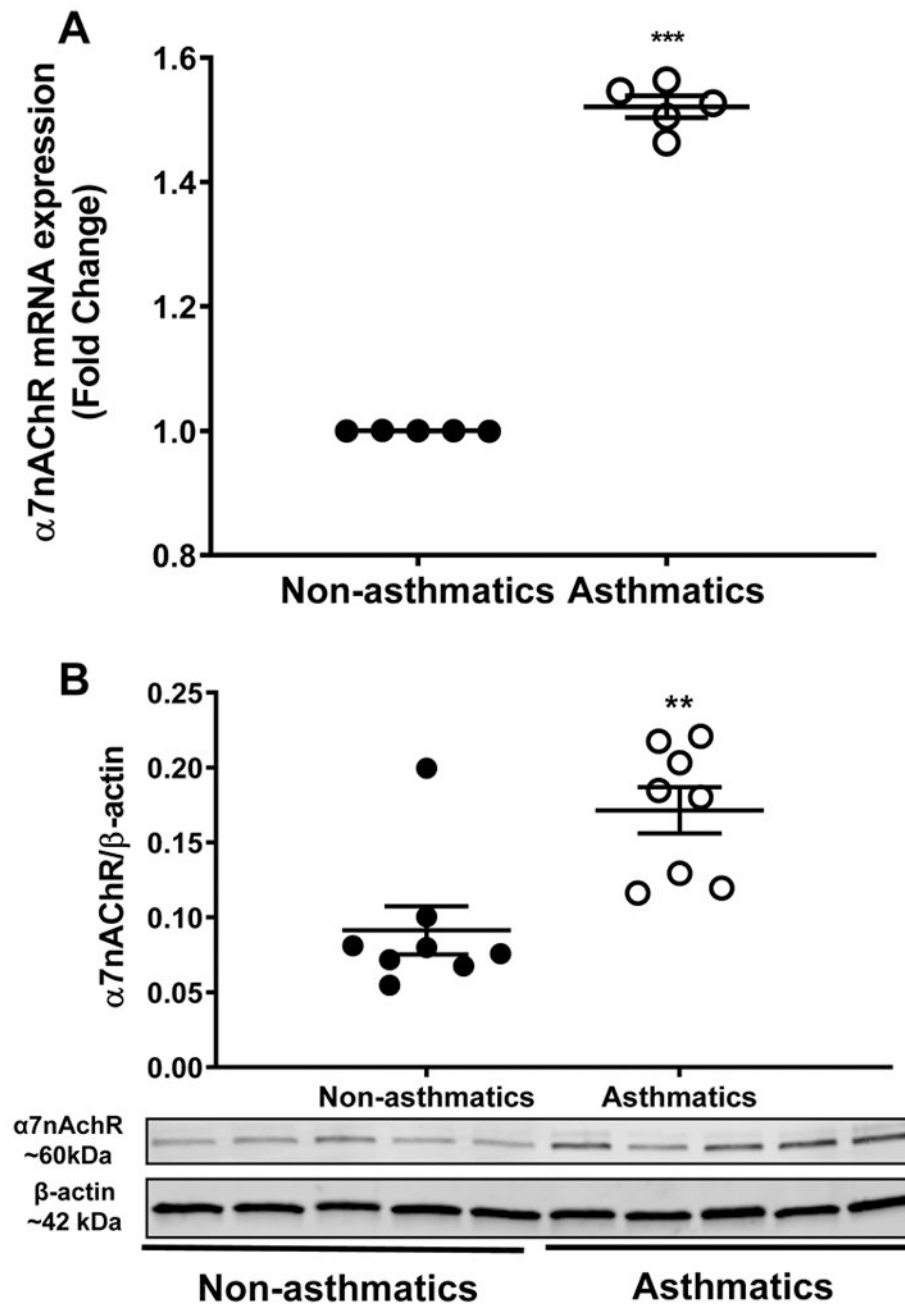 A
***
α7nAChR mRNA expression
(Fold Change)
1.6
1.4
1.2
1.0
0.8
Non-asthmatics Asthmatics
B
**
α7nAChR/β-actin
0.25
0.20
0.15
0.10
0.05
0.00
Non-asthmatics Asthmatics
α7nAchR
~60kDa
β-actin
~42 kDa
Non-asthmatics Asthmatics